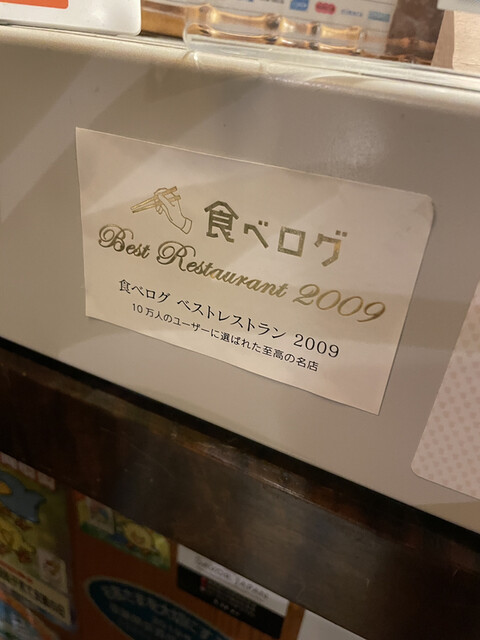 食べログ
Best Restaurant 2009
食べログ ベストレストラン 2009
10万人のユーザーに選ばれた至高の名店